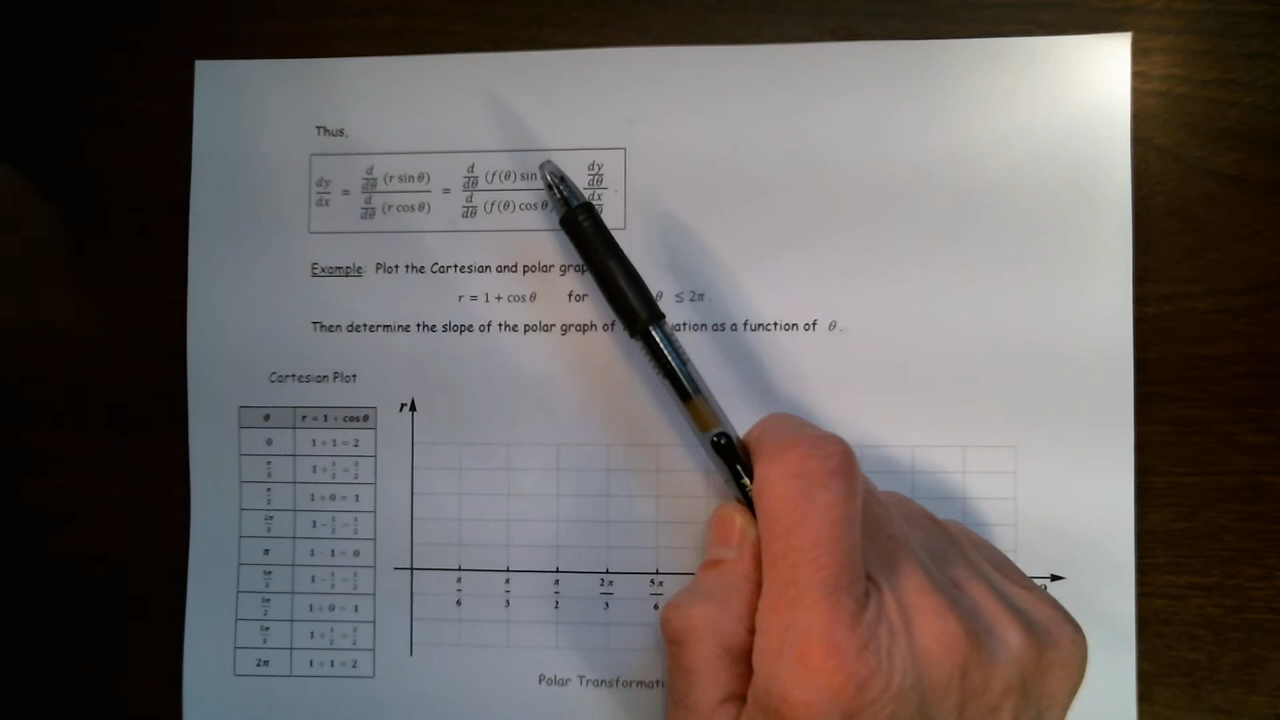 Thus,
dy/dx = d/dθ (r sin θ) / d/dθ (r cos θ) = d/dθ (f(θ) sin / d/dθ (f(θ) cos θ dy/dθ / dx .
Example: Plot the Cartesian and polar
r = 1 + cos θ for θ ≤ 2π
Then determine the slope of the polar graph of as a function of θ.
Cartesian Plot
r
θ r = 1 + cos θ
0 1 + 1 = 2
π/3 1 + 1/2 = 3/2
π/2 1 + 0 = 1
2π/3 1 − 1/2 = 1/2
π 1 − 1 = 0
4π/3 1 − 1/2 = 1/2
3π/2 1 + 0 = 1
5π/3 1 + 1/2 = 3/2
2π 1 + 1 = 2
π/6 π/3 π/2 2π/3 5π/6
Polar